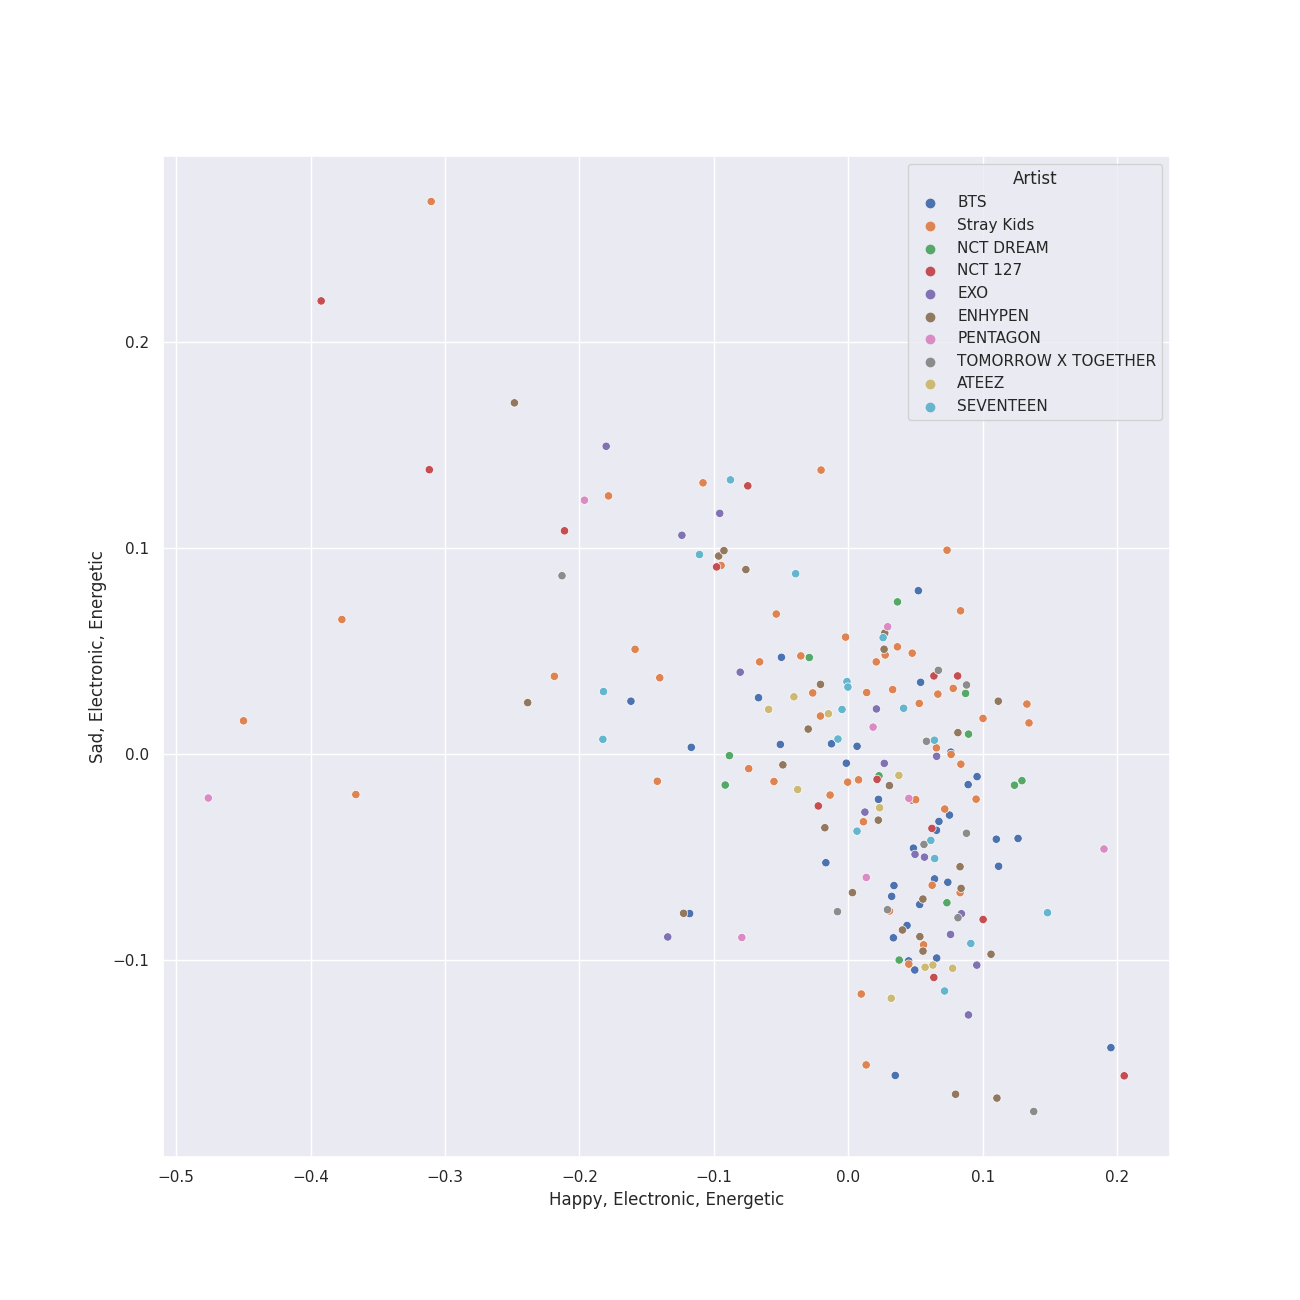 Artist
BTS
Stray Kids
NCT DREAM
NCT 127
EXO
ENHYPEN
PENTAGON
TOMORROW X TOGETHER
ATEEZ
SEVENTEEN
0.2
0.1
0.0
−0.1
Sad, Electronic, Energetic
−0.5 −0.4 −0.3 −0.2 −0.1 0.0 0.1 0.2
Happy, Electronic, Energetic